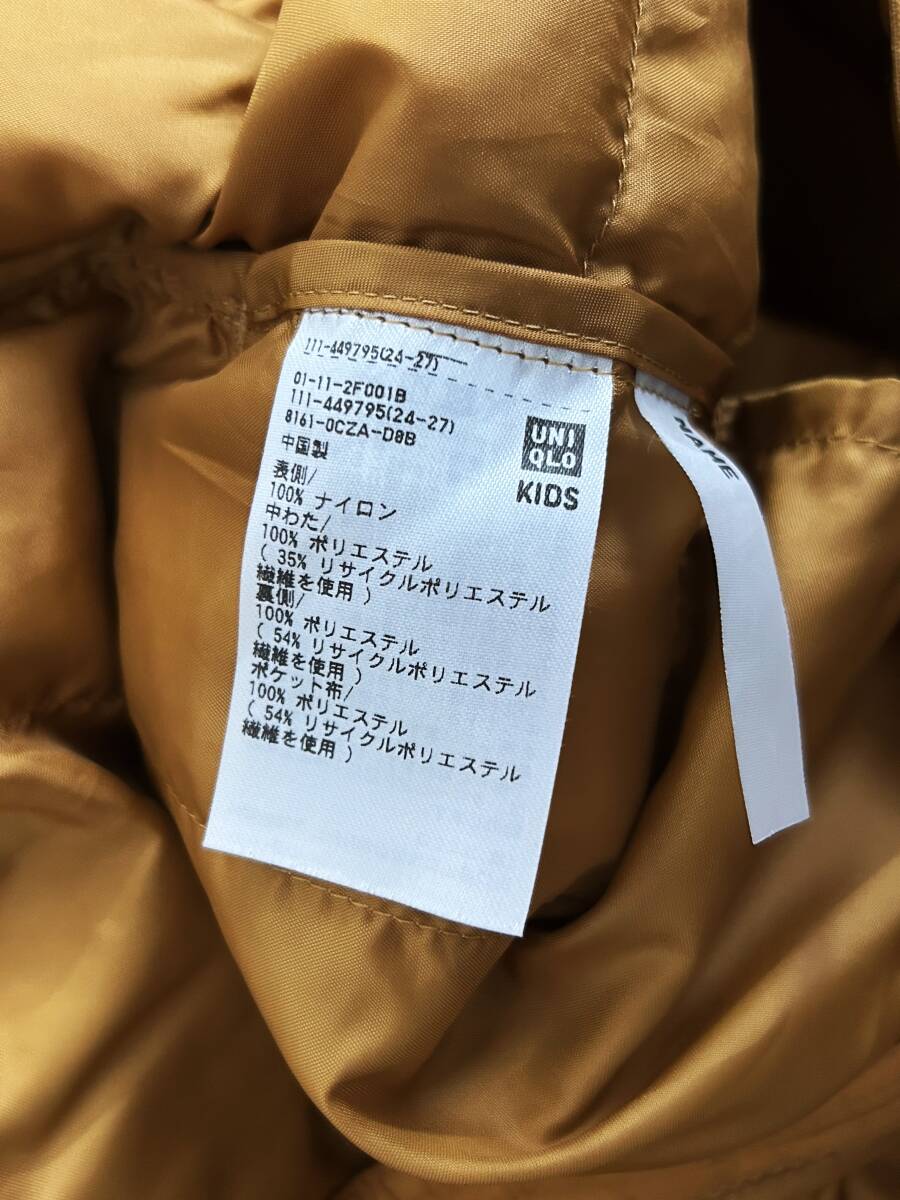 111-449795(24-27)
01-11-2F001B
111-449795(24-27)
8161-0CZA-D8B
中国製
UNI
QLO
KIDS
表側/
100% ナイロン
中わた/
100% ポリエステル
( 35% リサイクルポリエステル
繊維を使用 )
裏側/
100% ポリエステル
( 54% リサイクルポリエステル
繊維を使用 )
ポケット布/
100% ポリエステル
( 54% リサイクルポリエステル
繊維を使用 )
NAME